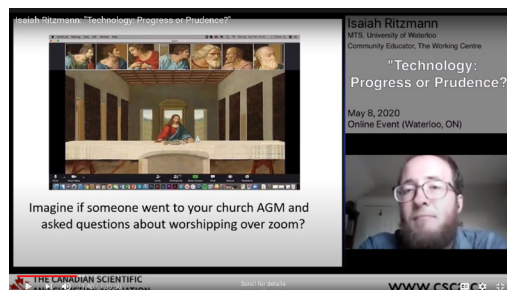 Isaiah Ritzmann: "Technology: Progress or Prudence?"
Isaiah Ritzmann
MTS, University of Waterloo
Community Educator, The Working Centre
"Technology:
Progress or Prudence?
May 8, 2020
Online Event (Waterloo, ON)
Imagine if someone went to your church AGM and
asked questions about worshipping over zoom?
THE CANADIAN SCIENTIFIC
Scroll for details